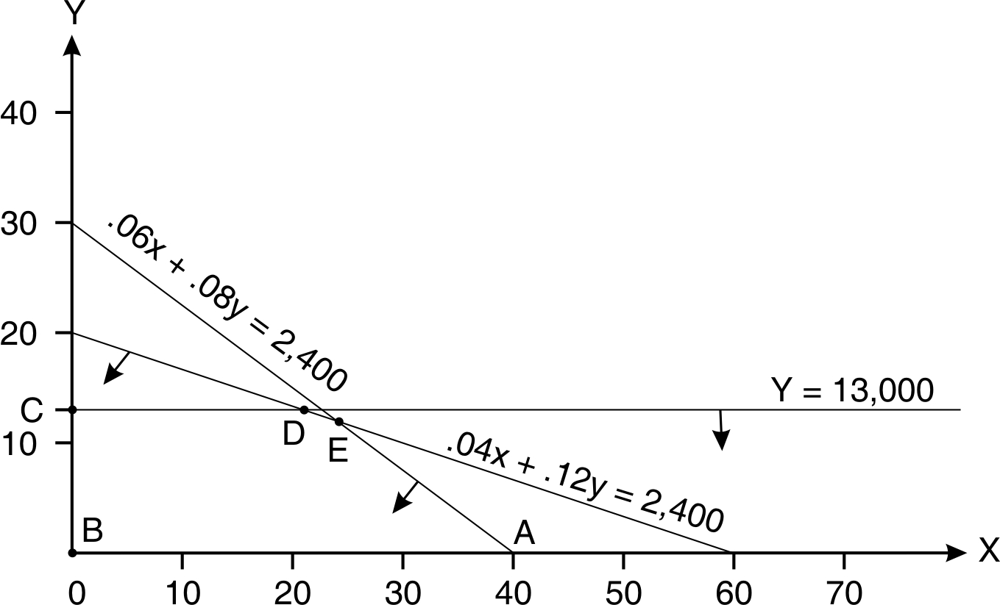 Y
40
30
.06x + .08y = 2,400
20
Y = 13,000
C
D
E
10
.04x + .12y = 2,400
B
A
X
0 10 20 30 40 50 60 70